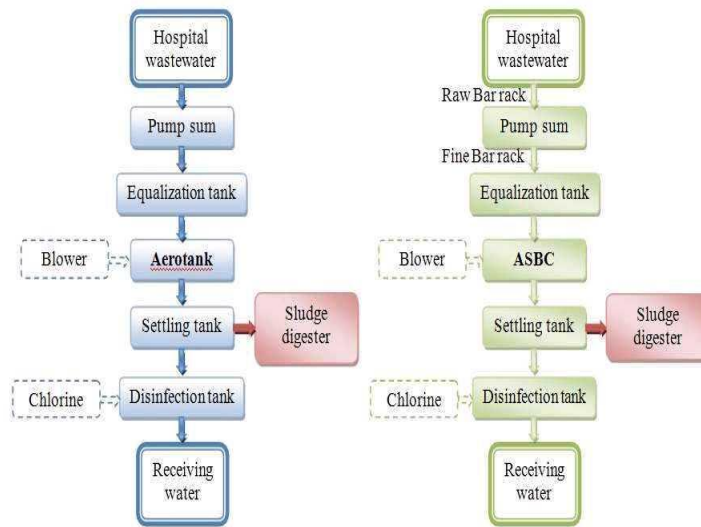 Hospital
wastewater
Pump sum
Equalization tank
Blower
Aerotank
Settling tank
Sludge
digester
Chlorine
Disinfection tank
Receiving
water
Hospital
wastewater
Raw Bar rack
Pump sum
Fine Bar rack
Equalization tank
Blower
ASBC
Settling tank
Sludge
digester
Chlorine
Disinfection tank
Receiving
water